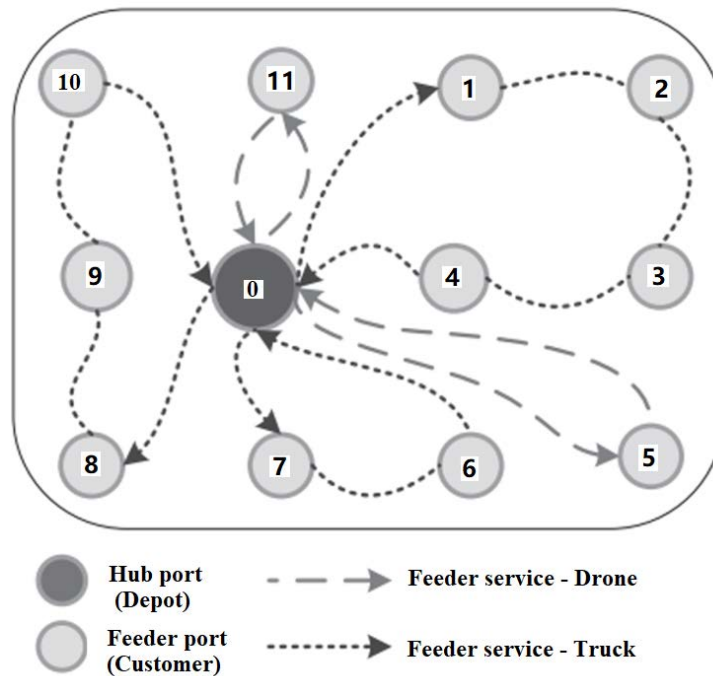 10
11
1
2
9
0
4
3
8
7
6
5
Hub port
(Depot)
Feeder service - Drone
Feeder port
(Customer)
Feeder service - Truck